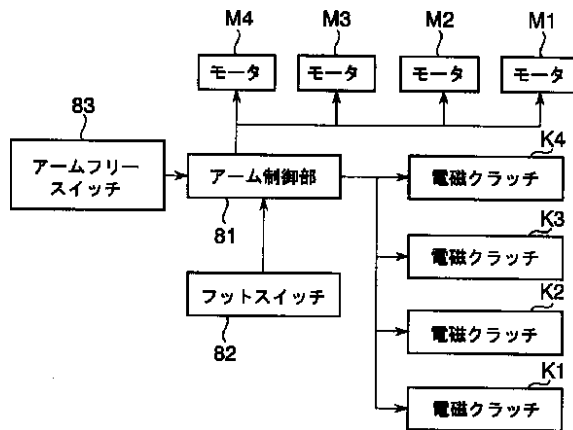 M4
M3
M2
M1
モータ
モータ
モータ
モータ
83
アームフリー
スイッチ
アーム制御部
81
K4
電磁クラッチ
K3
電磁クラッチ
フットスイッチ
82
K2
電磁クラッチ
K1
電磁クラッチ